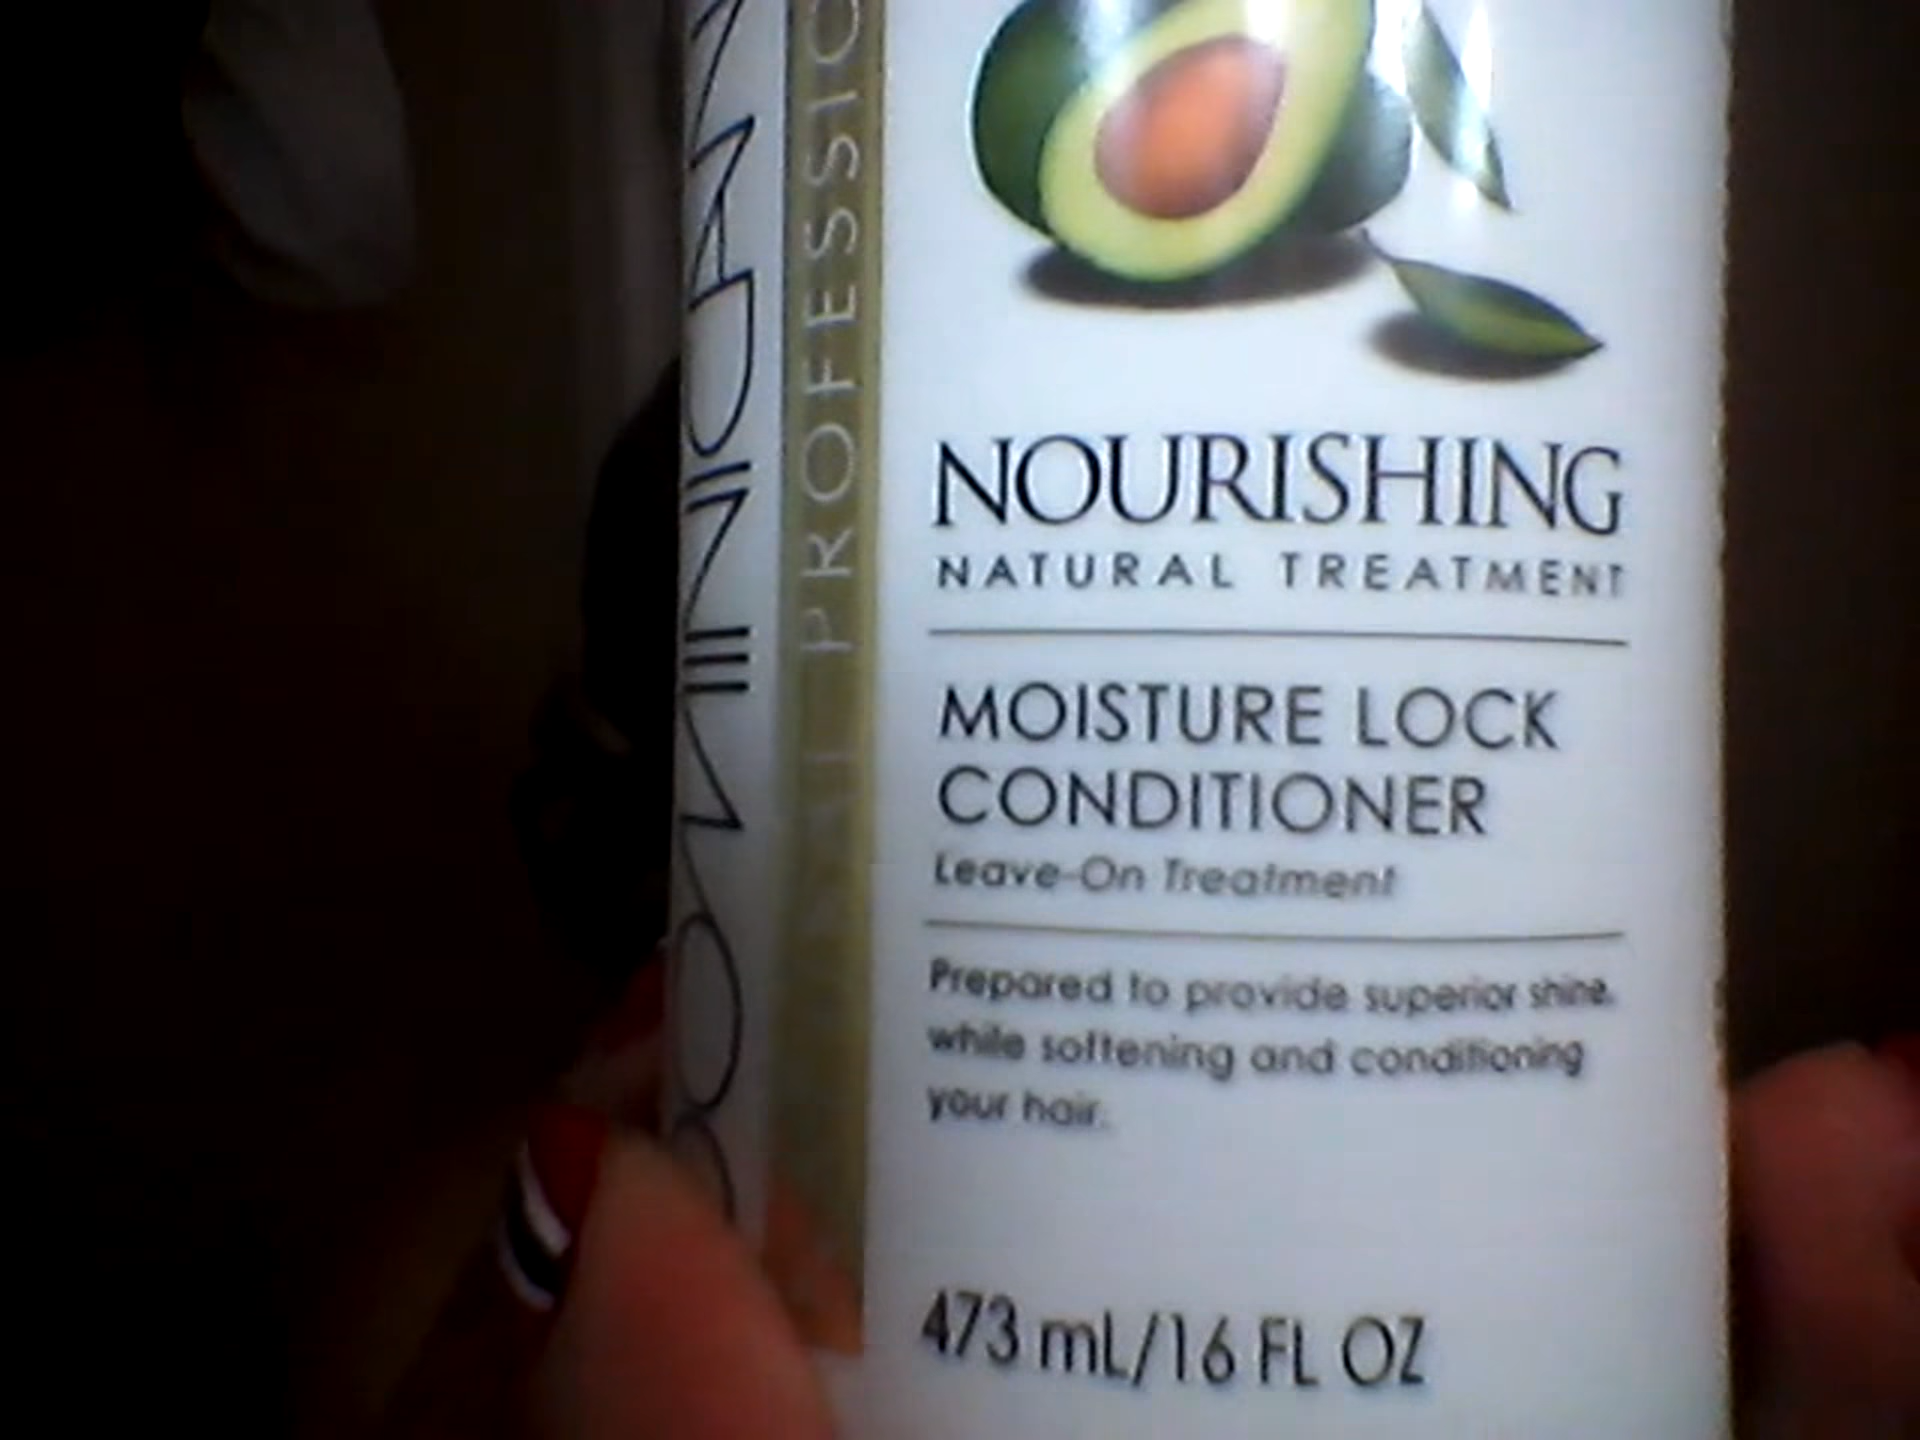 PROFESSIO
NOURISHING
NATURAL TREATMENT
MOISTURE LOCK
CONDITIONER
Leave-On Treatment
Prepared to provide superior shine,
while softening and conditioning
your hair.
473 mL/16 FL OZ